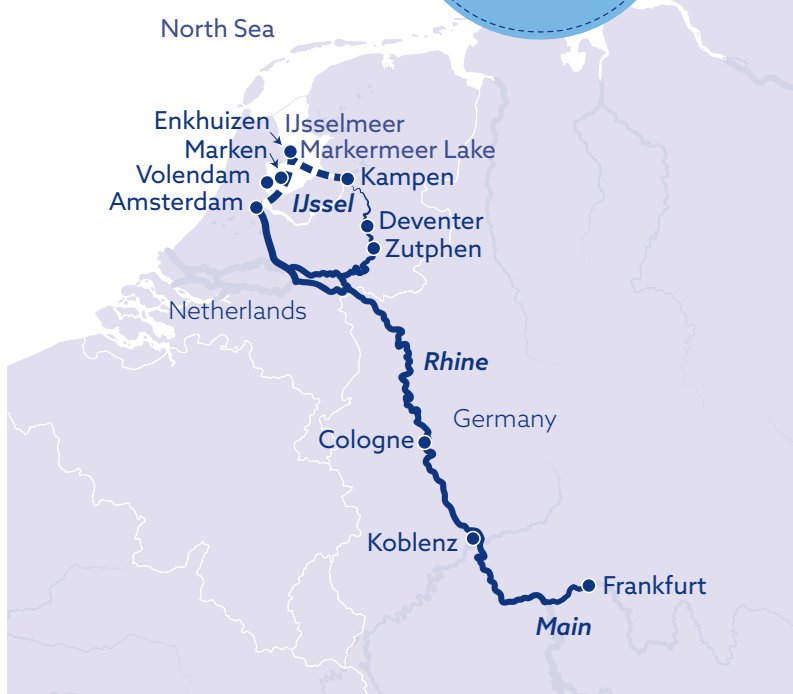 North Sea
Enkhuizen
IJsselmeer
Marken
Markermeer Lake
Volendam
Kampen
Amsterdam
IJssel
Deventer
Zutphen
Netherlands
Rhine
Germany
Cologne
Koblenz
Frankfurt
Main